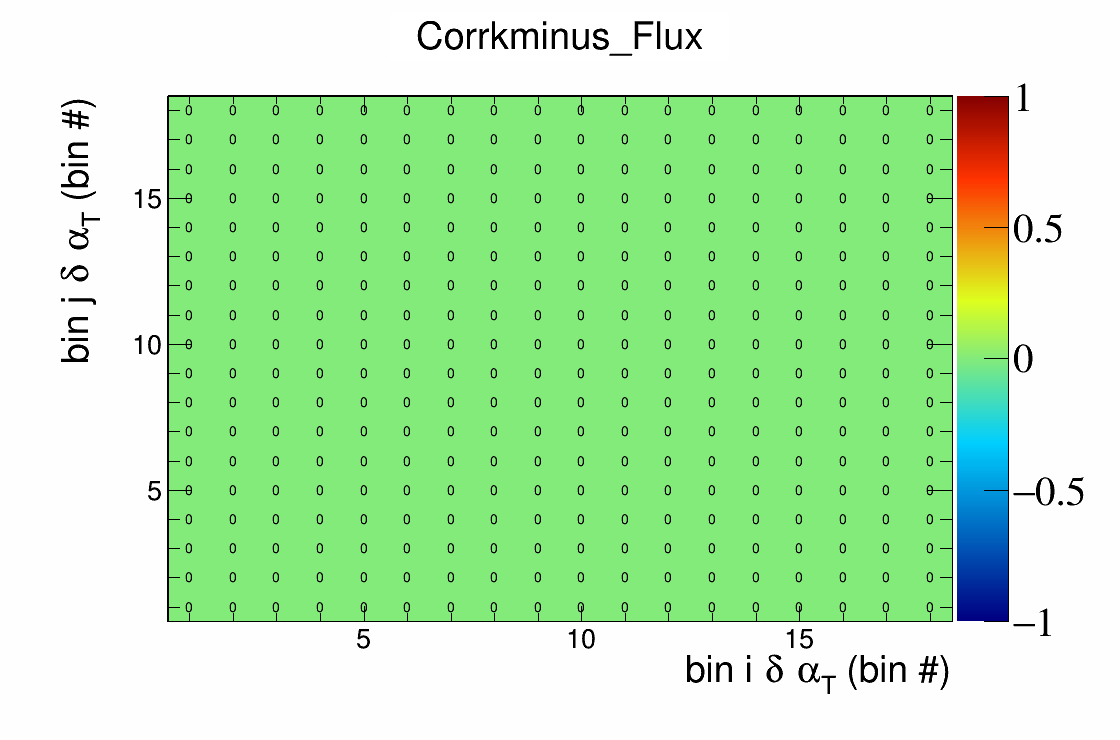 Corrkminus_Flux
bin j δ α_T (bin #)
0 0 0 0 0 0 0 0 0 0 0 0 0 0 0 0 0 0 1
0 0 0 0 0 0 0 0 0 0 0 0 0 0 0 0 0 0
0 0 0 0 0 0 0 0 0 0 0 0 0 0 0 0 0 0
15 0 0 0 0 0 0 0 0 0 0 0 0 0 0 0 0 0 0
0 0 0 0 0 0 0 0 0 0 0 0 0 0 0 0 0 0 0.5
0 0 0 0 0 0 0 0 0 0 0 0 0 0 0 0 0 0
0 0 0 0 0 0 0 0 0 0 0 0 0 0 0 0 0 0
0 0 0 0 0 0 0 0 0 0 0 0 0 0 0 0 0 0
10 0 0 0 0 0 0 0 0 0 0 0 0 0 0 0 0 0 0 0
0 0 0 0 0 0 0 0 0 0 0 0 0 0 0 0 0 0
0 0 0 0 0 0 0 0 0 0 0 0 0 0 0 0 0 0
0 0 0 0 0 0 0 0 0 0 0 0 0 0 0 0 0 0
0 0 0 0 0 0 0 0 0 0 0 0 0 0 0 0 0 0
5 0 0 0 0 0 0 0 0 0 0 0 0 0 0 0 0 0 0 −0.5
0 0 0 0 0 0 0 0 0 0 0 0 0 0 0 0 0 0
0 0 0 0 0 0 0 0 0 0 0 0 0 0 0 0 0 0
0 0 0 0 0 0 0 0 0 0 0 0 0 0 0 0 0 0
0 0 0 0 0 0 0 0 0 0 0 0 0 0 0 0 0 0 −1
5 10 15
bin i δ α_T (bin #)